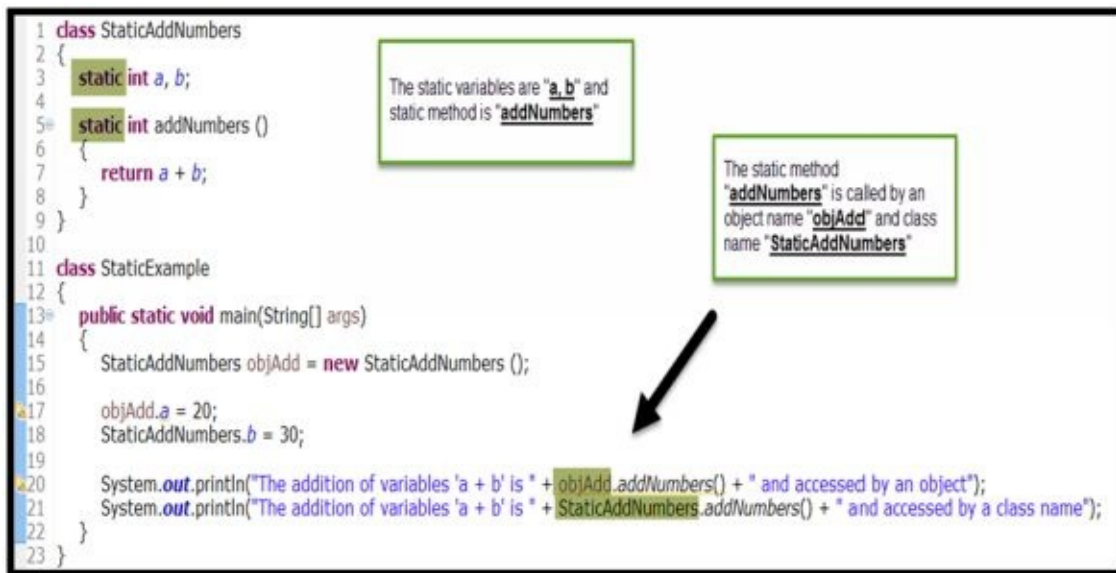 1 class StaticAddNumbers
2 {
3 static int a, b;
4
5 static int addNumbers ()
6 {
7 return a + b;
8 }
9 }
10
11 class StaticExample
12 {
13 public static void main(String[] args)
14 {
15 StaticAddNumbers objAdd = new StaticAddNumbers ();
16
17 objAdd.a = 20;
18 StaticAddNumbers.b = 30;
19
20 System.out.println("The addition of variables 'a + b' is " + objAdd.addNumbers() + " and accessed by an object");
21 System.out.println("The addition of variables 'a + b' is " + StaticAddNumbers.addNumbers() + " and accessed by a class name");
22 }
23 }
The static variables are "a, b" and
static method is "addNumbers"
The static method
"addNumbers" is called by an
object name "objAdd" and class
name "StaticAddNumbers"